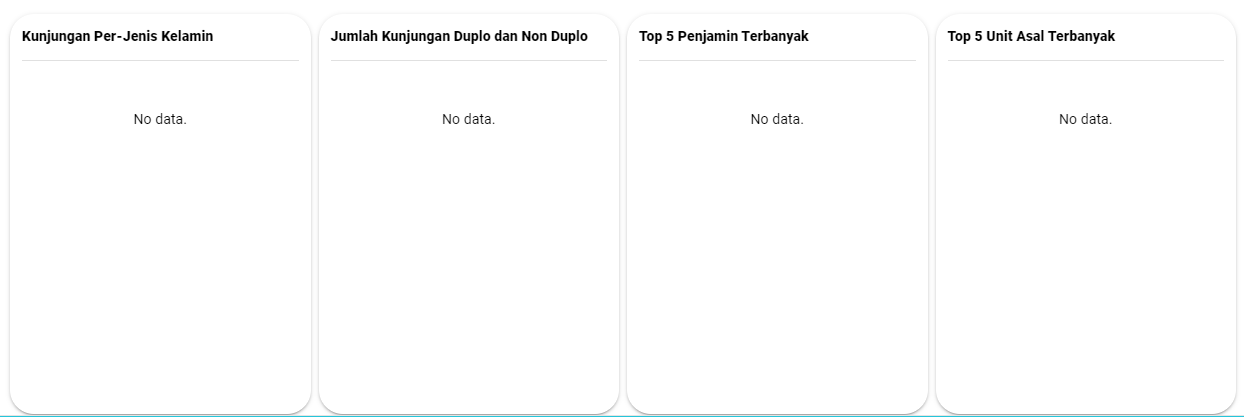 Kunjungan Per-Jenis Kelamin
No data.
Jumlah Kunjungan Duplo dan Non Duplo
No data.
Top 5 Penjamin Terbanyak
No data.
Top 5 Unit Asal Terbanyak
No data.